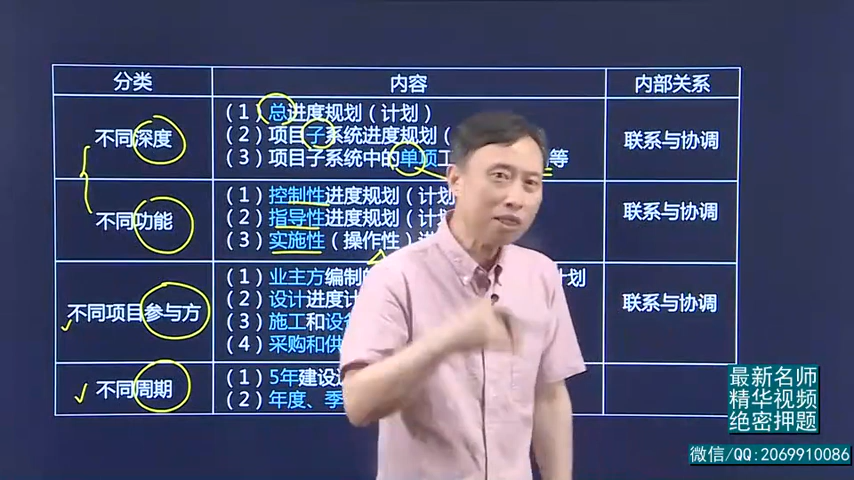 分类 内容 内部关系
不同深度
(1)总进度规划(计划)
(2)项目子系统进度规划(
(3)项目子系统中的单项工 等
联系与协调
不同功能
(1)控制性进度规划(计划
(2)指导性进度规划(计划
(3)实施性(操作性)进
联系与协调
不同项目参与方
(1)业主方编制的 计划
(2)设计进度计
(3)施工和设备
(4)采购和供
联系与协调
不同周期
(1)5年建设进
(2)年度、季
最新名师
精华视频
绝密押题
微信/QQ:2069910086